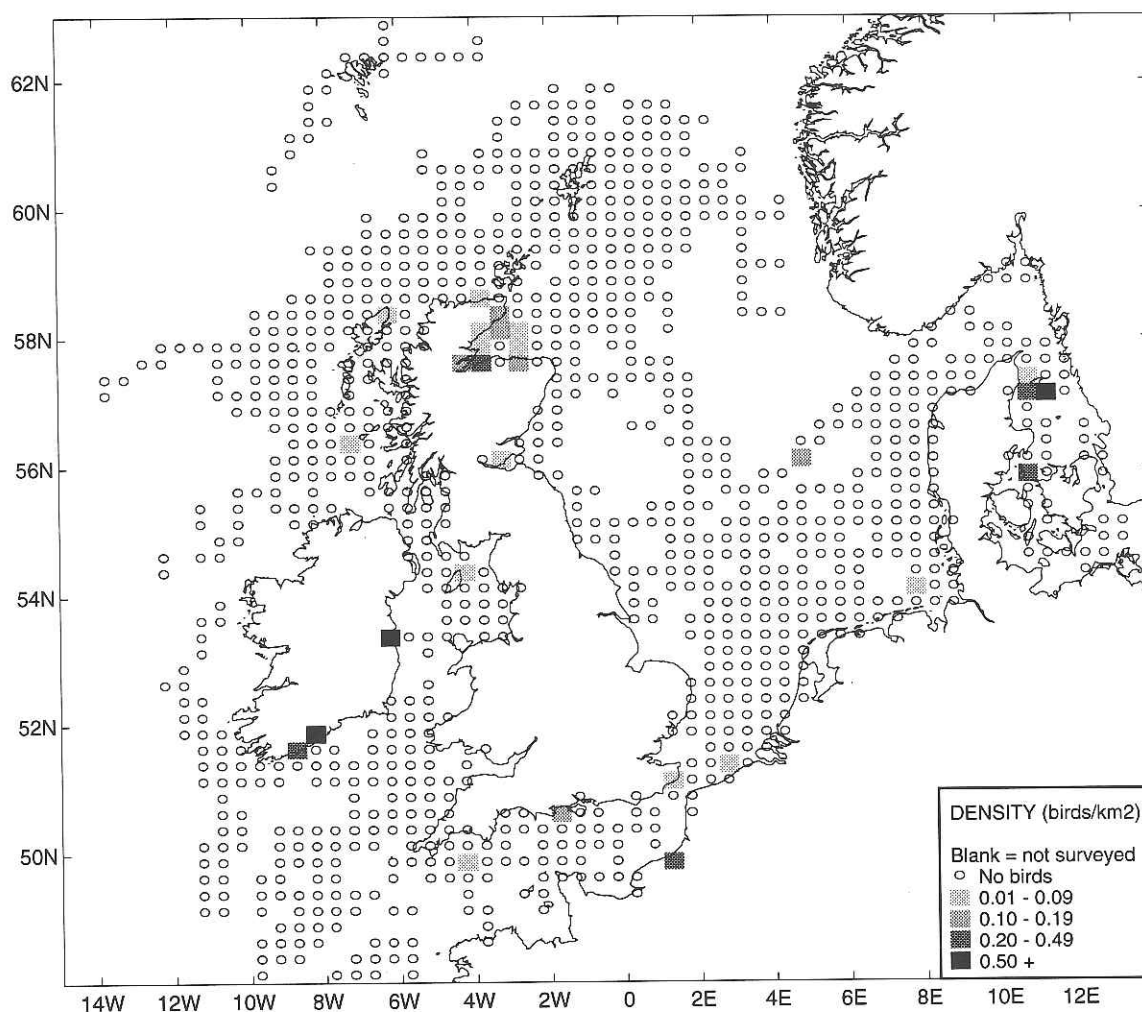 62N
60N
58N
56N
54N
52N
50N
DENSITY (birds/km2)
Blank = not surveyed
No birds
0.01 - 0.09
0.10 - 0.19
0.20 - 0.49
0.50 +
14W 12W 10W 8W 6W 4W 2W 0 2E 4E 6E 8E 10E 12E